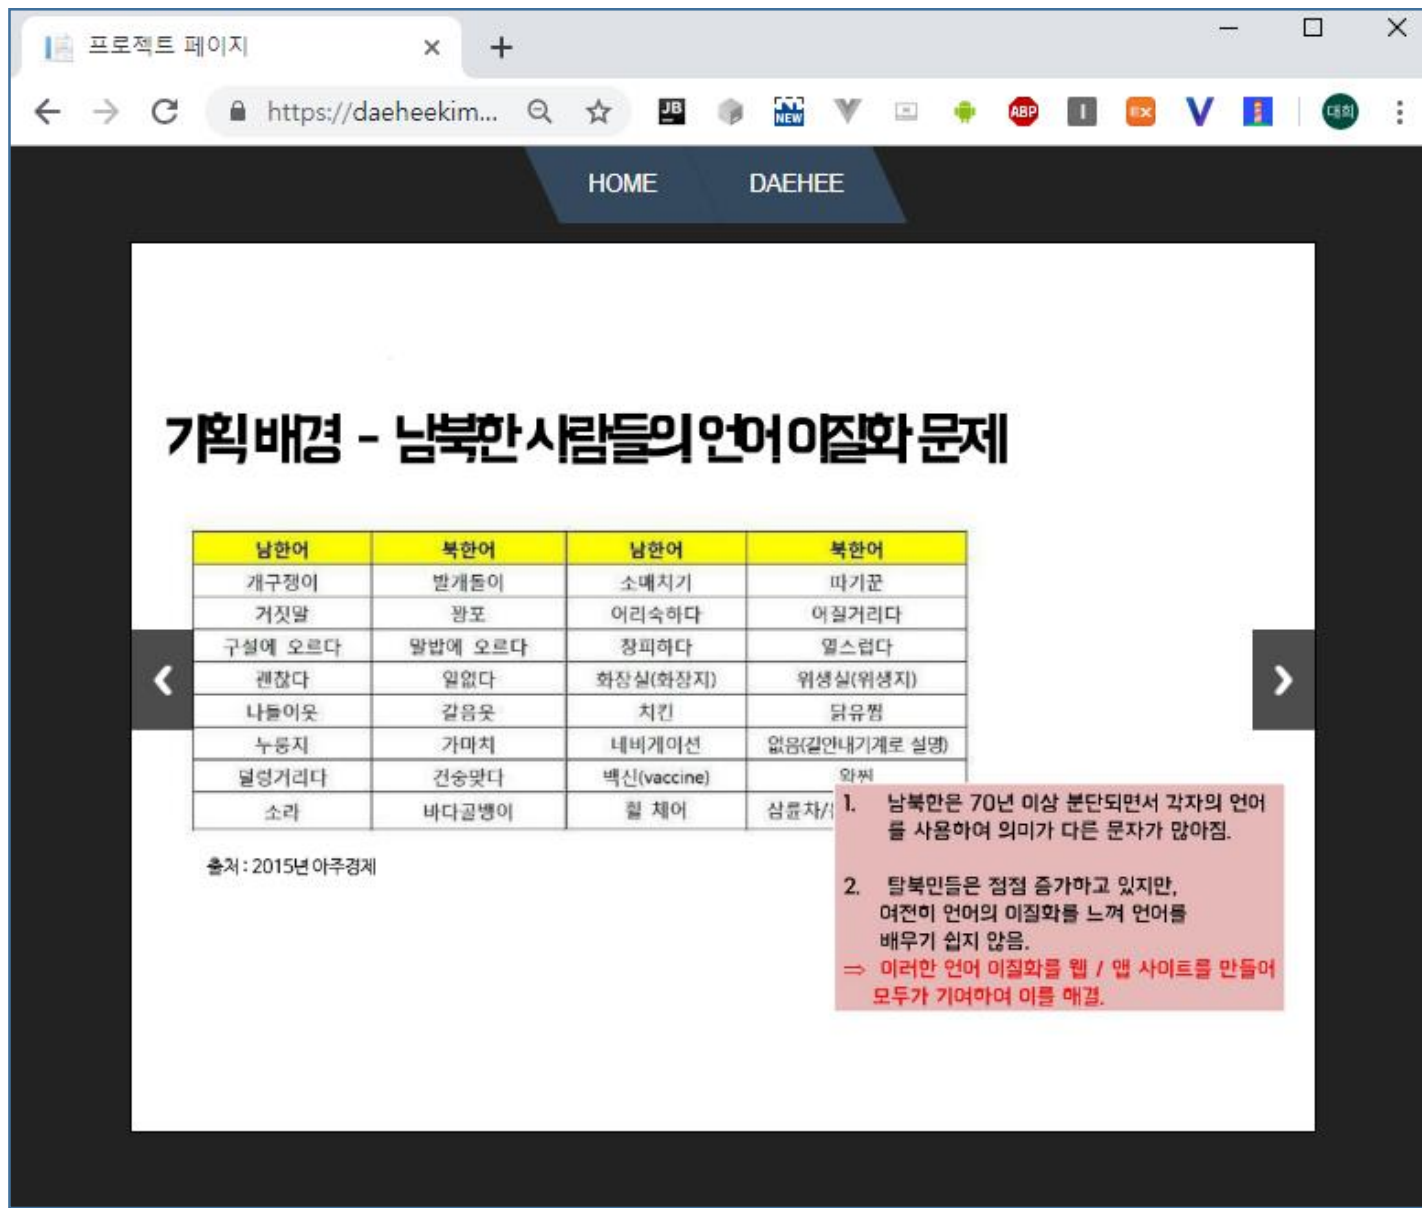 프로젝트 페이지
https://daeheekim...
JB
NEW
ABP
I
EX
V
대희
HOME
DAEHEE
기획 배경 - 남북한 사람들의 언어 이질화 문제
남한어 북한어 남한어 북한어
개구쟁이 발개돌이 소매치기 따기꾼
거짓말 꽝포 어리숙하다 어질거리다
구설에 오르다 말밥에 오르다 창피하다 열스럽다
괜찮다 일없다 화장실(화장지) 위생실(위생지)
나들이옷 갈음옷 치킨 닭유찜
누룽지 가마치 네비게이션 없음(길안내기계로 설명)
덜렁거리다 건숭맞다 백신(vaccine) 왁찐
소라 바다골뱅이 휠 체어 삼륜차/
출처 : 2015년 아주경제
1. 남북한은 70년 이상 분단되면서 각자의 언어
를 사용하여 의미가 다른 문자가 많아짐.
2. 탈북민들은 점점 증가하고 있지만,
여전히 언어의 이질화를 느껴 언어를
배우기 쉽지 않음.
⇒ 이러한 언어 이질화를 웹 / 앱 사이트를 만들어
모두가 기여하여 이를 해결.